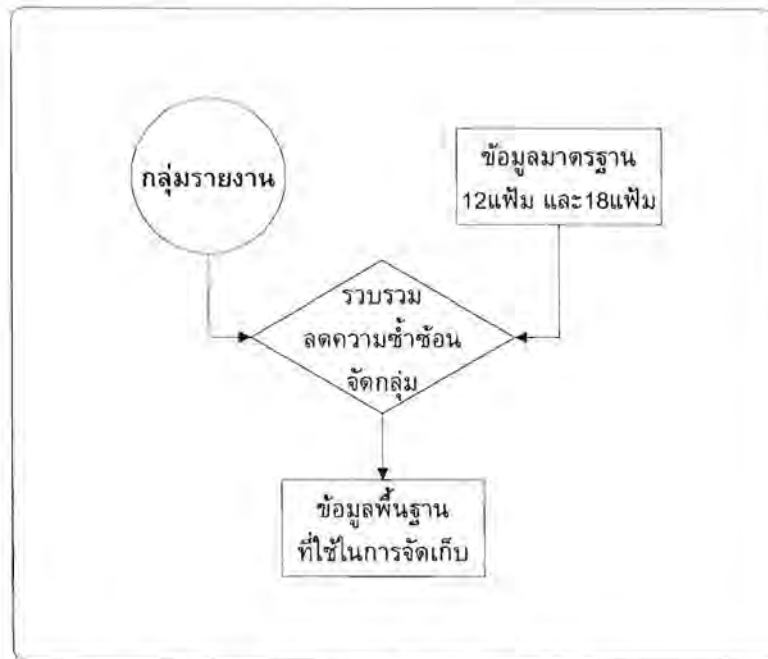 กลุ่มรายงาน
ข้อมูลมาตรฐาน
12แฟ้ม และ18แฟ้ม
รวบรวม
ลดความซ้ำซ้อน
จัดกลุ่ม
ข้อมูลพื้นฐาน
ที่ใช้ในการจัดเก็บ